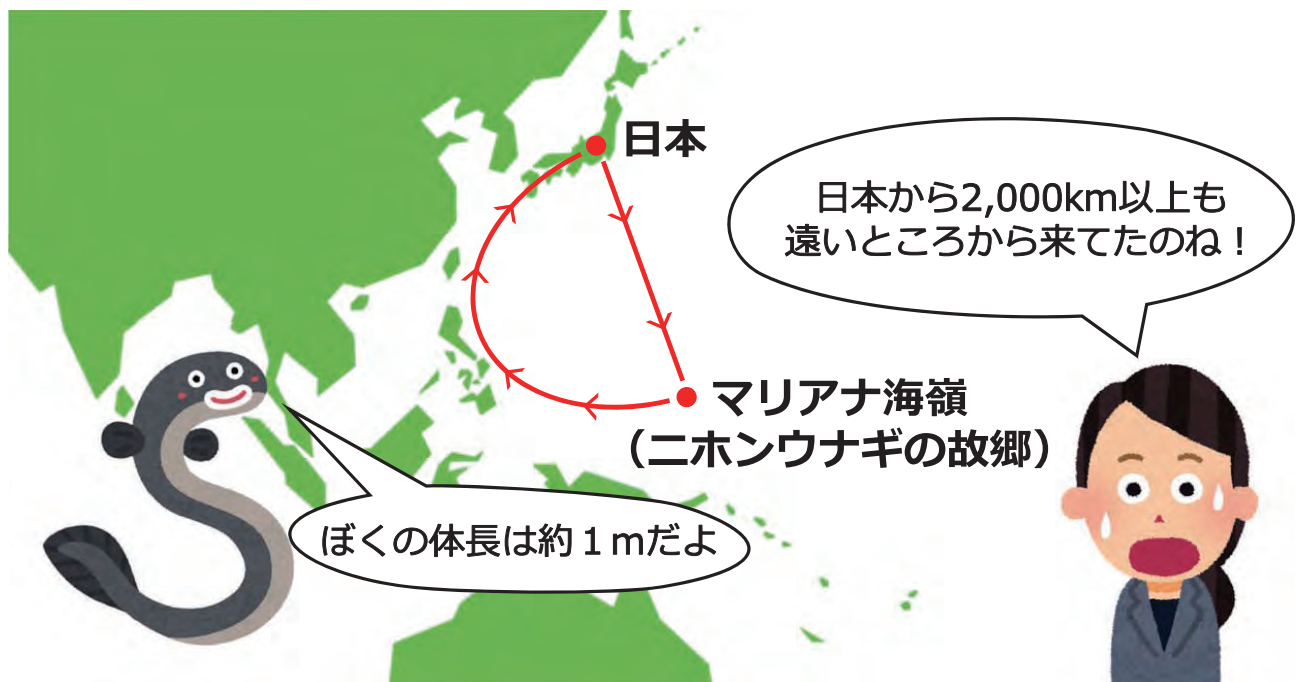 日本
日本から2,000km以上も
遠いところから来てたのね！
マリアナ海嶺
（ニホンウナギの故郷）
ぼくの体長は約１mだよ